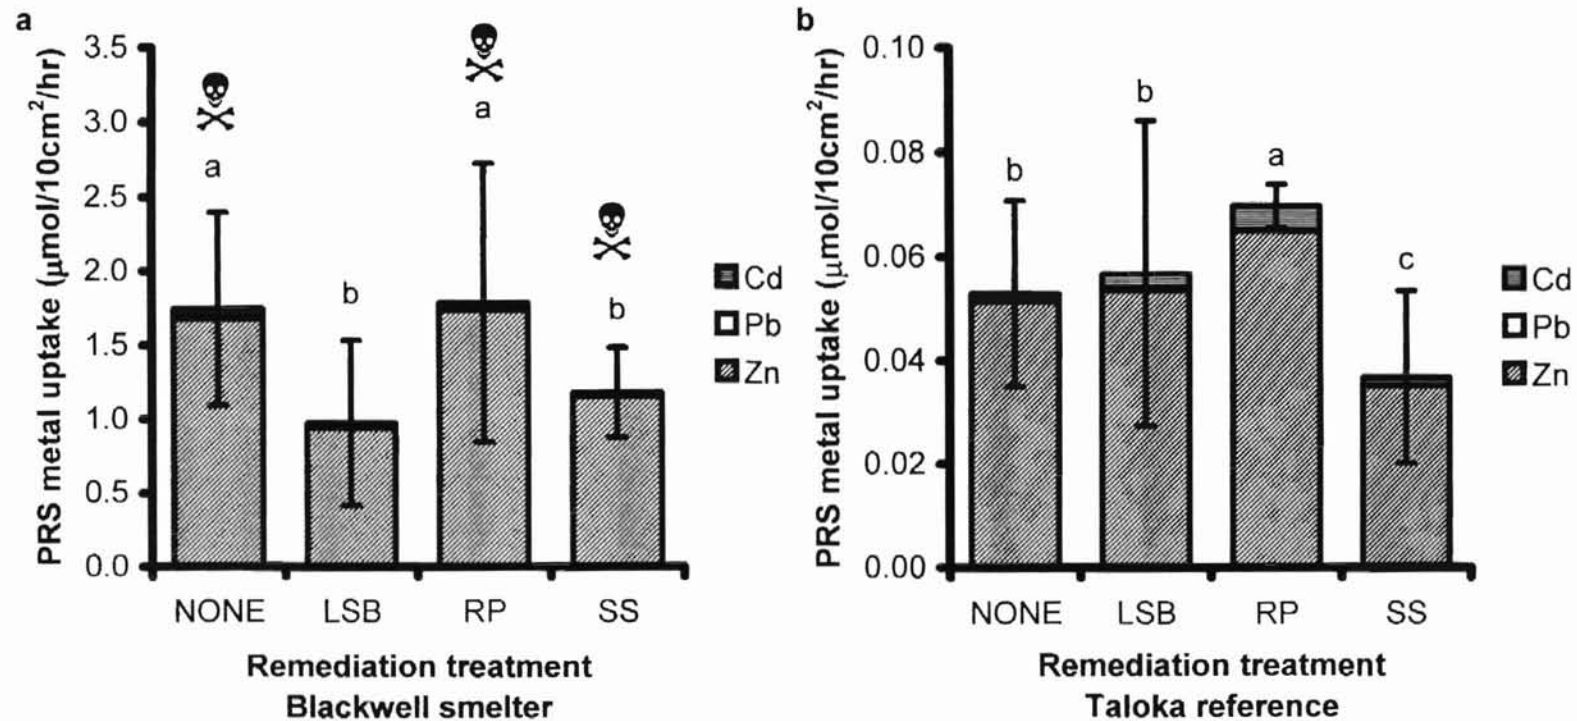 a
PRS metal uptake (μmol/10cm²/hr)
3.5
3.0
2.5
2.0
1.5
1.0
0.5
0.0
a
b
a
b
Cd
Pb
Zn
NONE LSB RP SS
Remediation treatment
Blackwell smelter
b
PRS metal uptake (μmol/10cm²/hr)
0.10
0.08
0.06
0.04
0.02
0.00
b
b
a
c
Cd
Pb
Zn
NONE LSB RP SS
Remediation treatment
Taloka reference